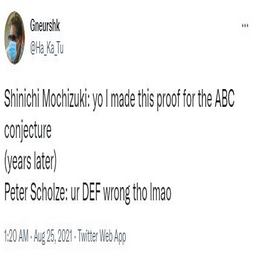 Gneurshk
@Ha_Ka_Tu
Shinichi Mochizuki: yo I made this proof for the ABC
conjecture
(years later)
Peter Scholze: ur DEF wrong tho lmao
1:20 AM - Aug 25, 2021 - Twitter Web App